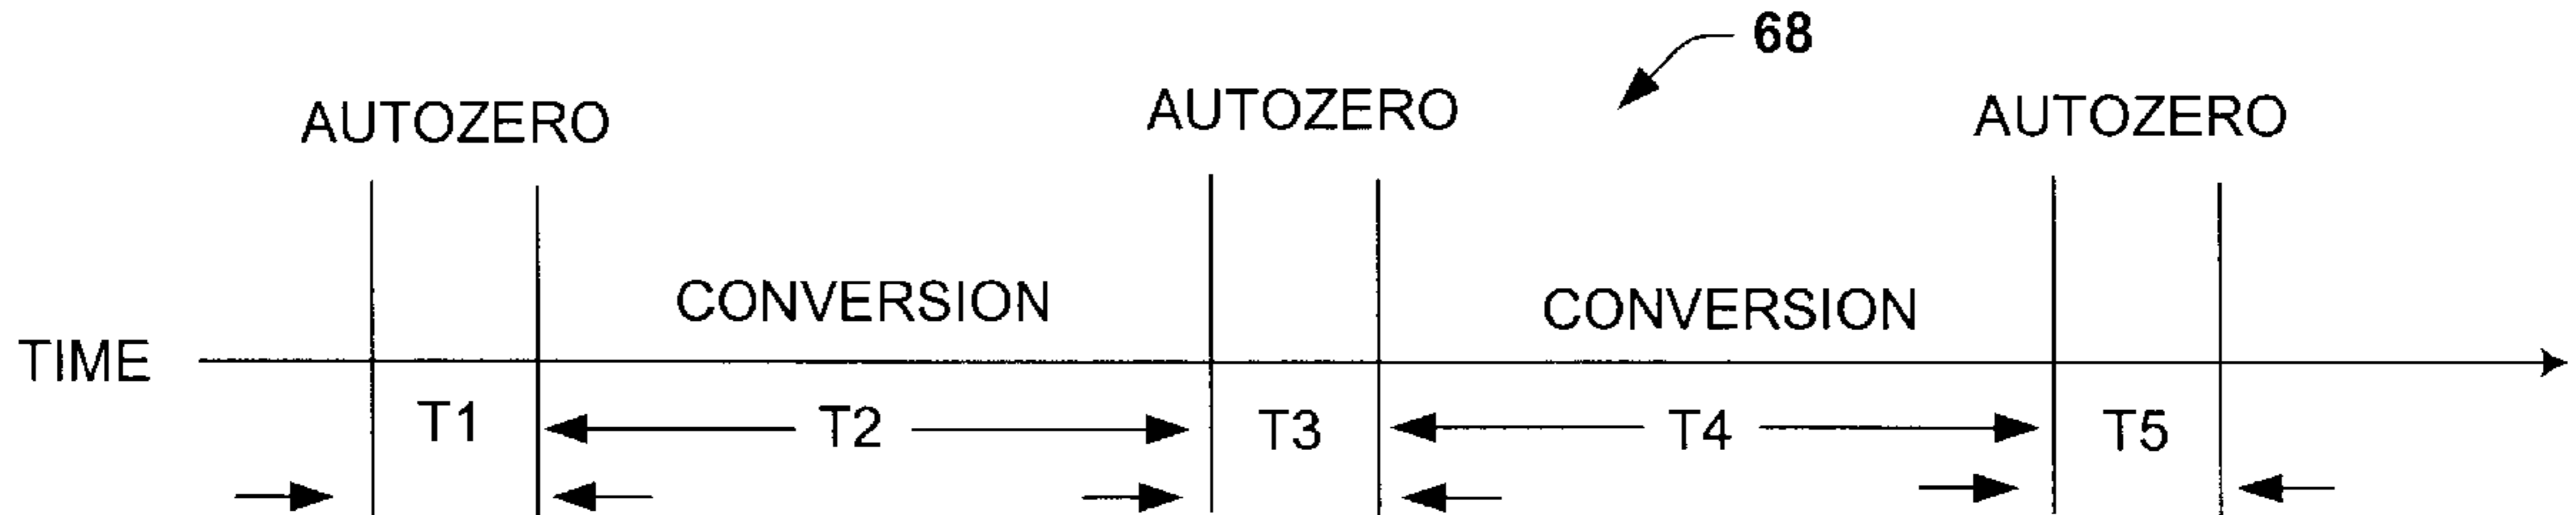 68
AUTOZERO AUTOZERO AUTOZERO
CONVERSION CONVERSION
TIME
T1 T2 T3 T4 T5